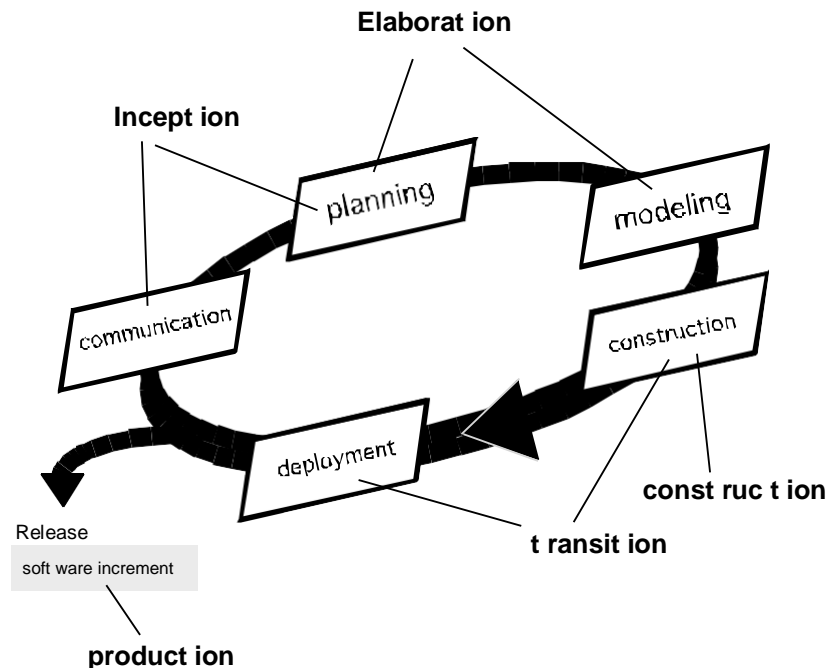 Elaborat ion
Incept ion
planning
modeling
communication
construction
deployment
const ruc t ion
Release
t ransit ion
soft ware increment
product ion